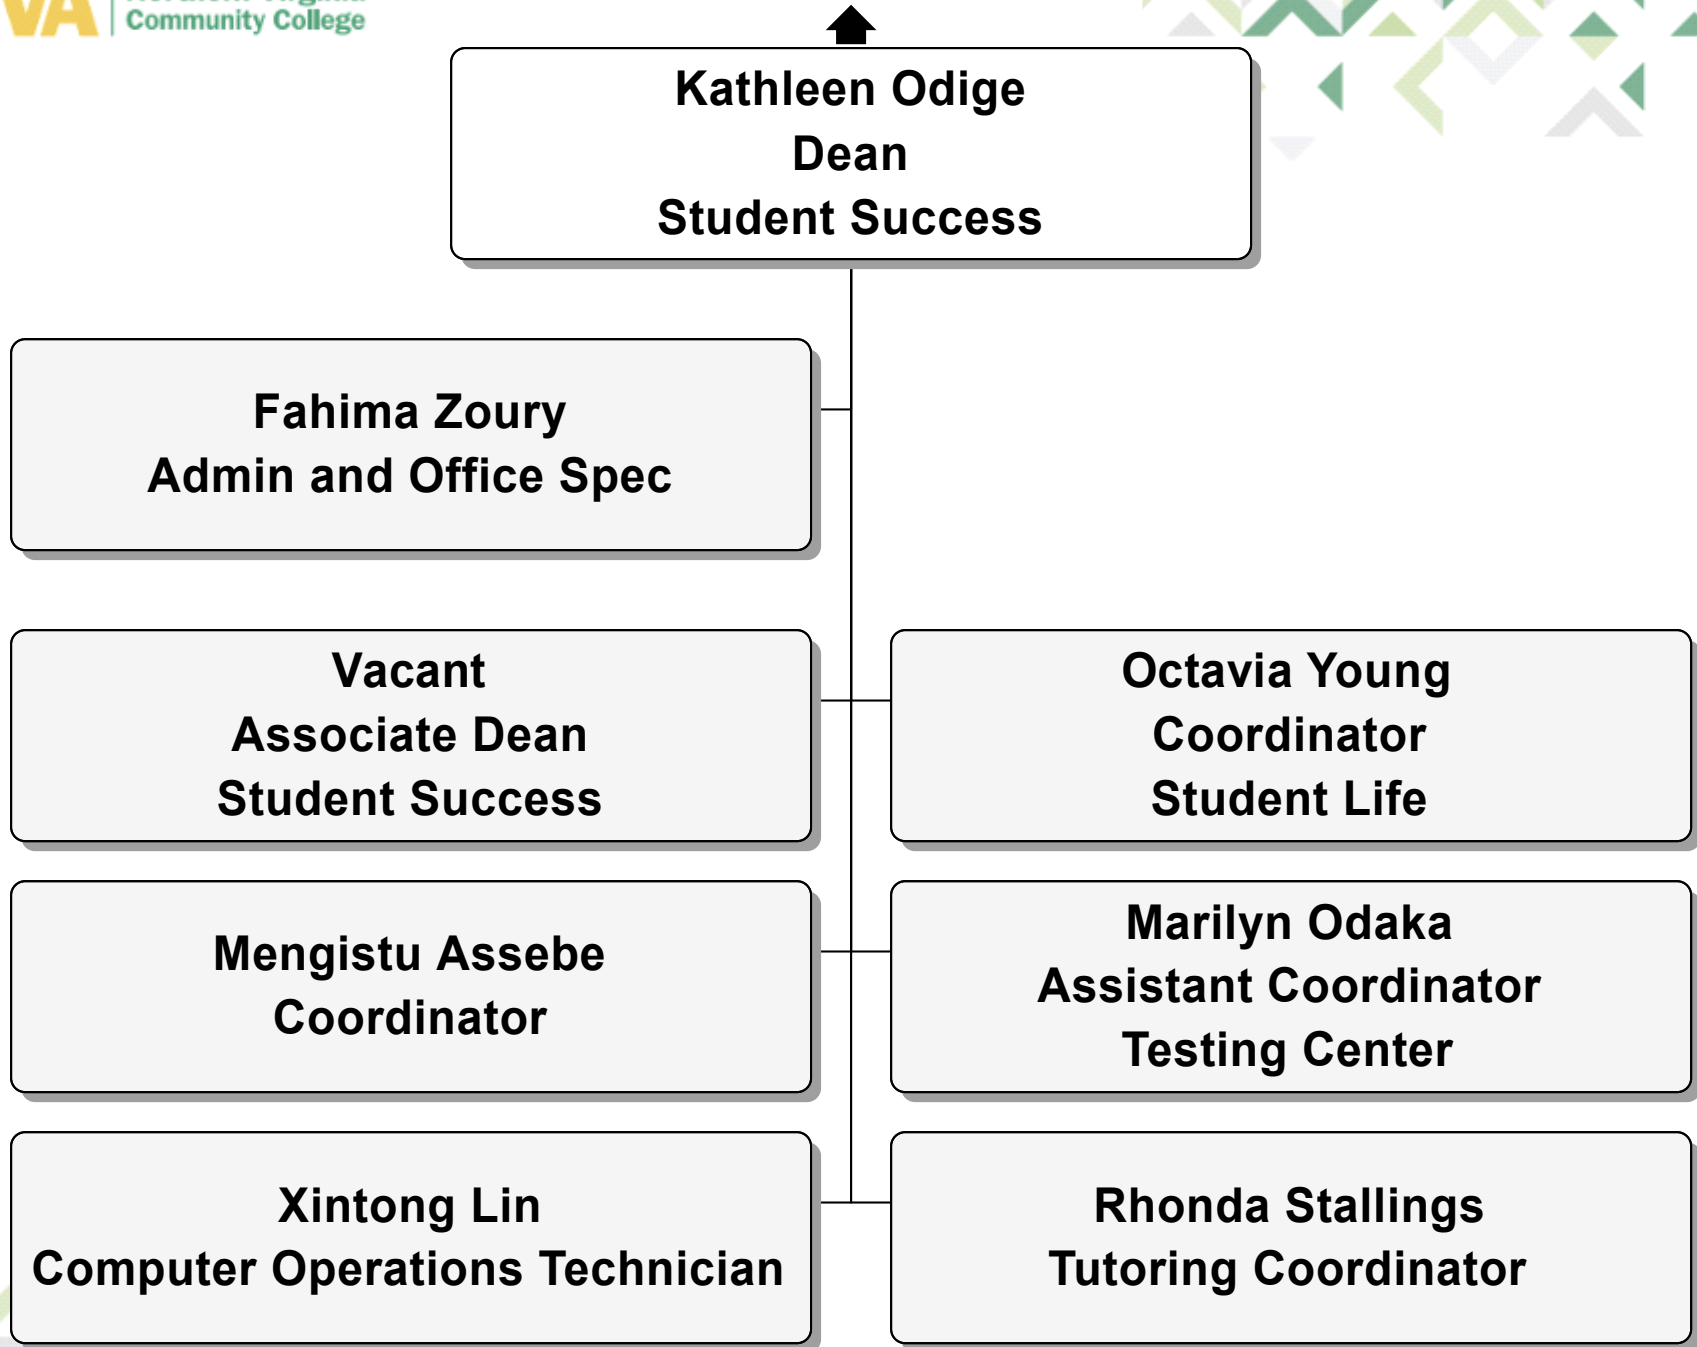 VA
Community College
Kathleen Odige
Dean
Student Success
Fahima Zoury
Admin and Office Spec
Vacant
Associate Dean
Student Success
Octavia Young
Coordinator
Student Life
Mengistu Assebe
Coordinator
Marilyn Odaka
Assistant Coordinator
Testing Center
Xintong Lin
Computer Operations Technician
Rhonda Stallings
Tutoring Coordinator